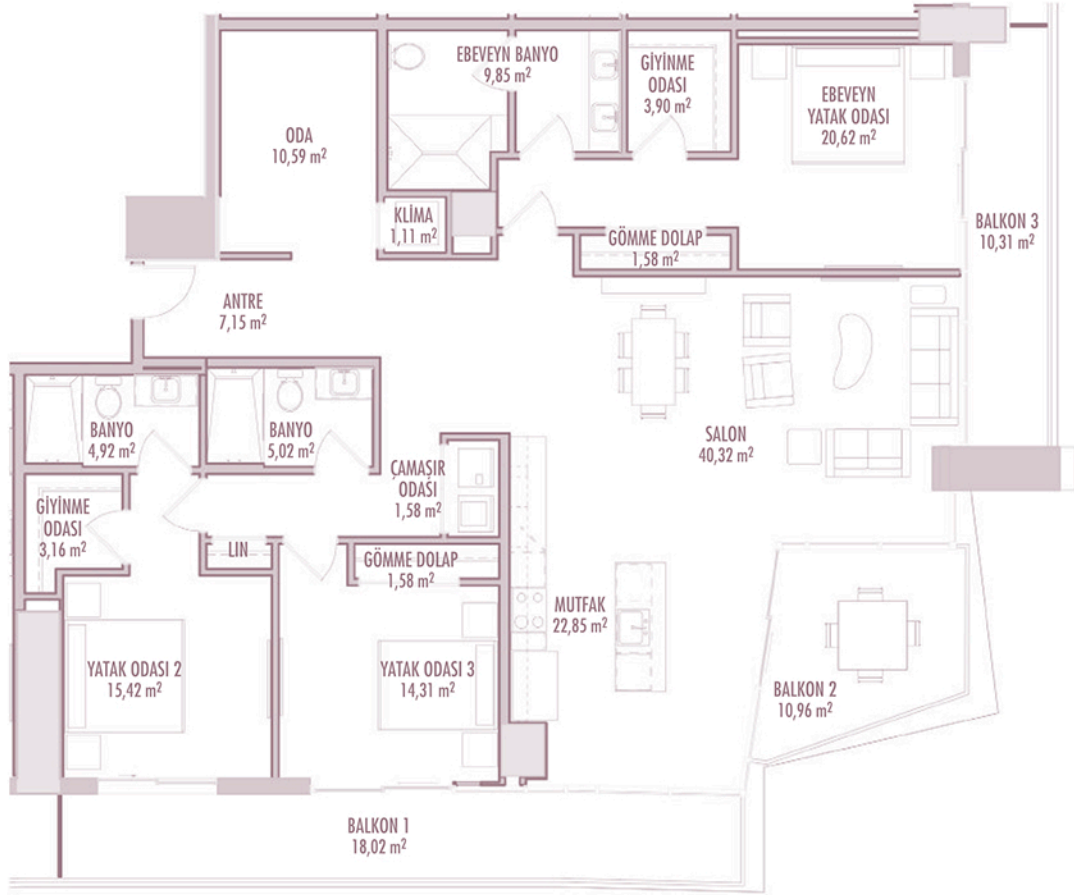 EBEVEYN BANYO
9,85 m²
GİYİNME
ODASI
3,90 m²
EBEVEYN
YATAK ODASI
20,62 m²
ODA
10,59 m²
KLİMA
1,11 m²
GÖMME DOLAP
1,58 m²
BALKON 3
10,31 m²
ANTRE
7,15 m²
BANYO
4,92 m²
BANYO
5,02 m²
SALON
40,32 m²
ÇAMAŞIR
ODASI
1,58 m²
GİYİNME
ODASI
3,16 m²
LIN
GÖMME DOLAP
1,58 m²
MUTFAK
22,85 m²
YATAK ODASI 2
15,42 m²
YATAK ODASI 3
14,31 m²
BALKON 2
10,96 m²
BALKON 1
18,02 m²